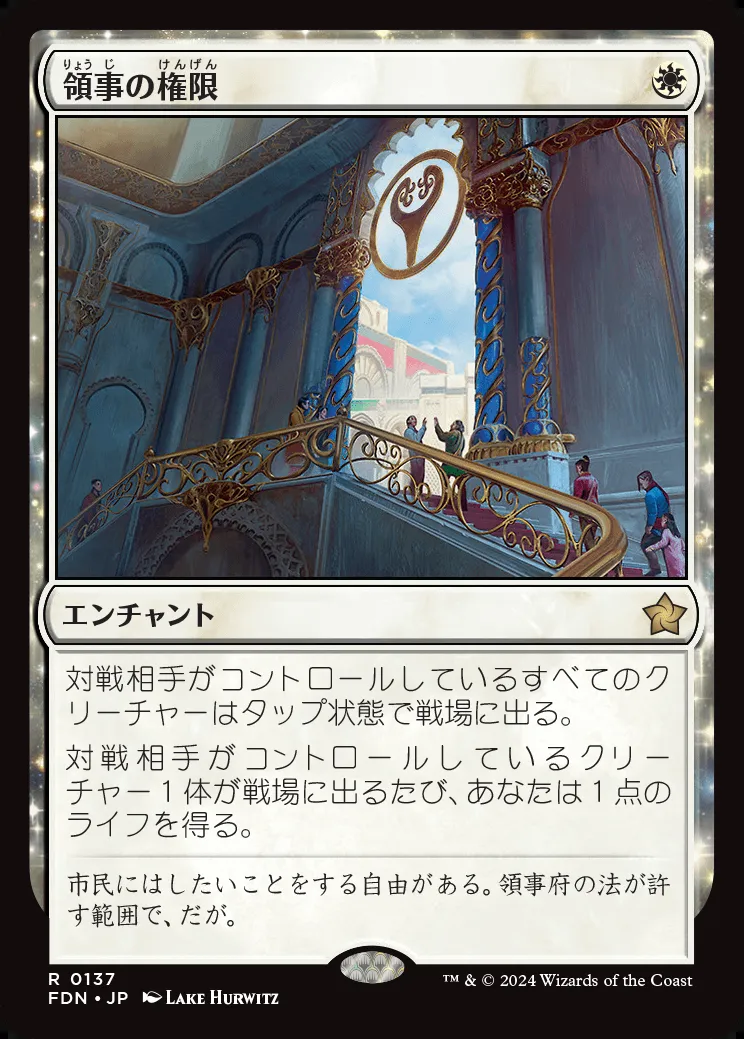 りょうじ けんげん
領事の権限
エンチャント
対戦相手がコントロールしているすべてのク
リーチャーはタップ状態で戦場に出る。
対戦相手がコントロールしているクリー
チャー1体が戦場に出るたび、あなたは1点の
ライフを得る。
市民にはしたいことをする自由がある。領事府の法が許
す範囲で、だが。
R 0137
FDN • JP LAKE HURWITZ
™ & © 2024 Wizards of the Coast